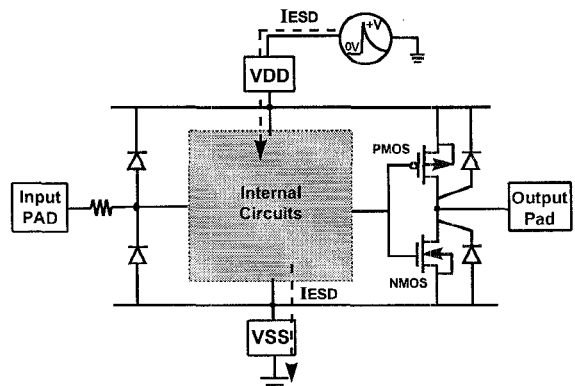 IESD
+V
0V
VDD
PMOS
Input
PAD
Internal
Circuits
Output
Pad
NMOS
IESD
VSS